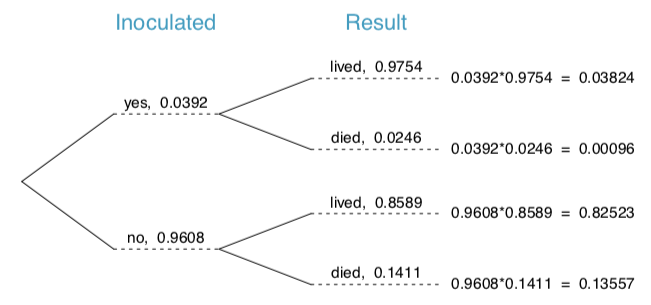 Inoculated
Result
lived, 0.9754
0.0392*0.9754 = 0.03824
yes, 0.0392
died, 0.0246
0.0392*0.0246 = 0.00096
lived, 0.8589
0.9608*0.8589 = 0.82523
no, 0.9608
died, 0.1411
0.9608*0.1411 = 0.13557